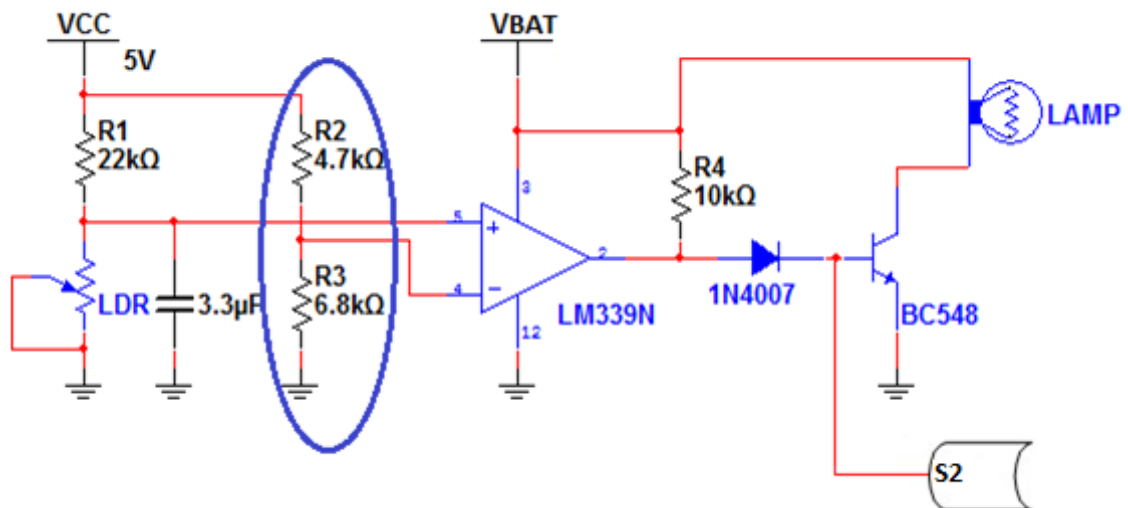 VCC
5V
R1
22kΩ
LDR
3.3µF
R2
4.7kΩ
R3
6.8kΩ
VBAT
3
5
+
4
−
2
12
LM339N
R4
10kΩ
1N4007
BC548
LAMP
S2